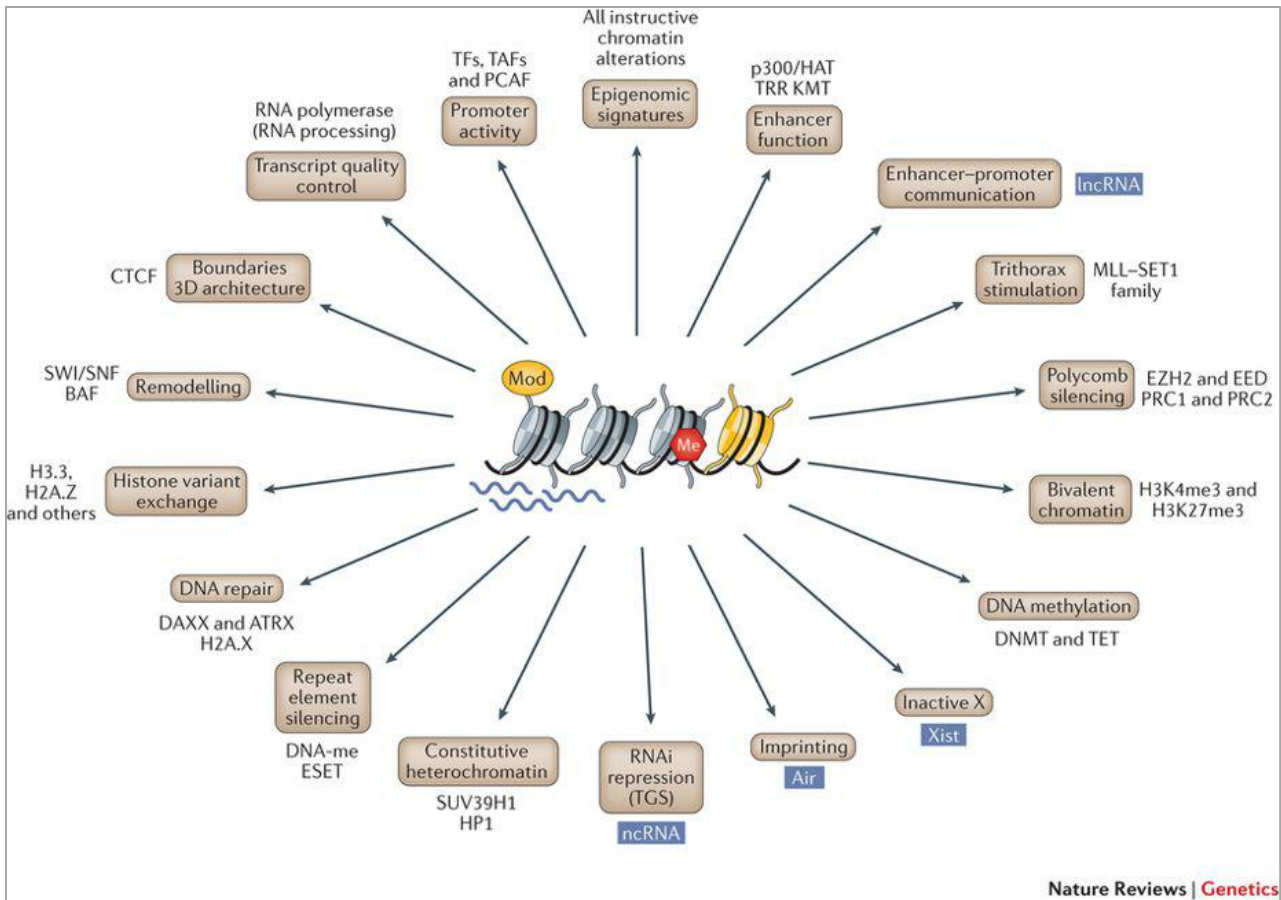 All instructive
chromatin
alterations
Epigenomic
signatures
TFs, TAFs
and PCAF
Promoter
activity
p300/HAT
TRR KMT
Enhancer
function
RNA polymerase
(RNA processing)
Transcript quality
control
Enhancer–promoter
communication
lncRNA
CTCF
Boundaries
3D architecture
Trithorax
stimulation
MLL–SET1
family
SWI/SNF
BAF
Remodelling
Mod
Me
Polycomb
silencing
EZH2 and EED
PRC1 and PRC2
H3.3,
H2A.Z
and others
Histone variant
exchange
Bivalent
chromatin
H3K4me3 and
H3K27me3
DNA repair
DAXX and ATRX
H2A.X
DNA methylation
DNMT and TET
Repeat
element
silencing
DNA-me
ESET
Constitutive
heterochromatin
SUV39H1
HP1
RNAi
repression
(TGS)
ncRNA
Imprinting
Air
Inactive X
Xist
Nature Reviews | Genetics